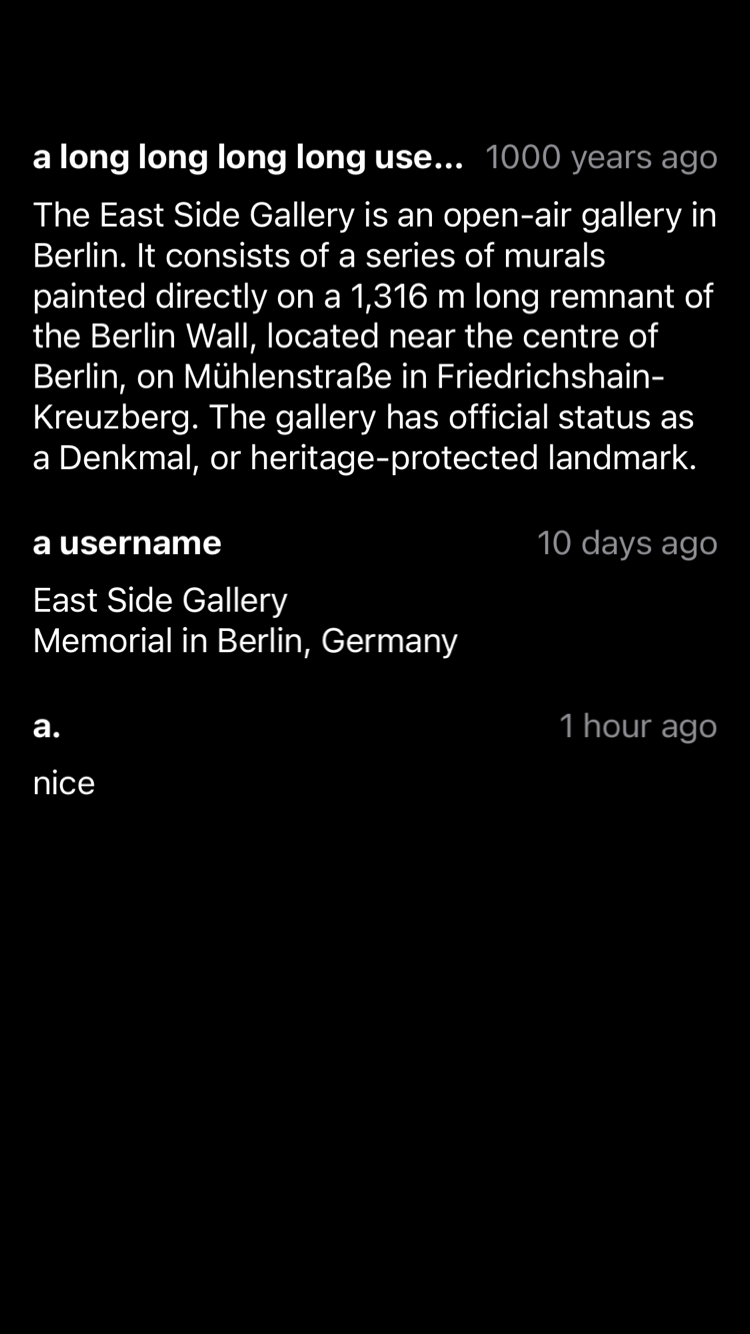 a long long long long use... 1000 years ago
The East Side Gallery is an open-air gallery in
Berlin. It consists of a series of murals
painted directly on a 1,316 m long remnant of
the Berlin Wall, located near the centre of
Berlin, on Mühlenstraße in Friedrichshain-
Kreuzberg. The gallery has official status as
a Denkmal, or heritage-protected landmark.
a username 10 days ago
East Side Gallery
Memorial in Berlin, Germany
a. 1 hour ago
nice